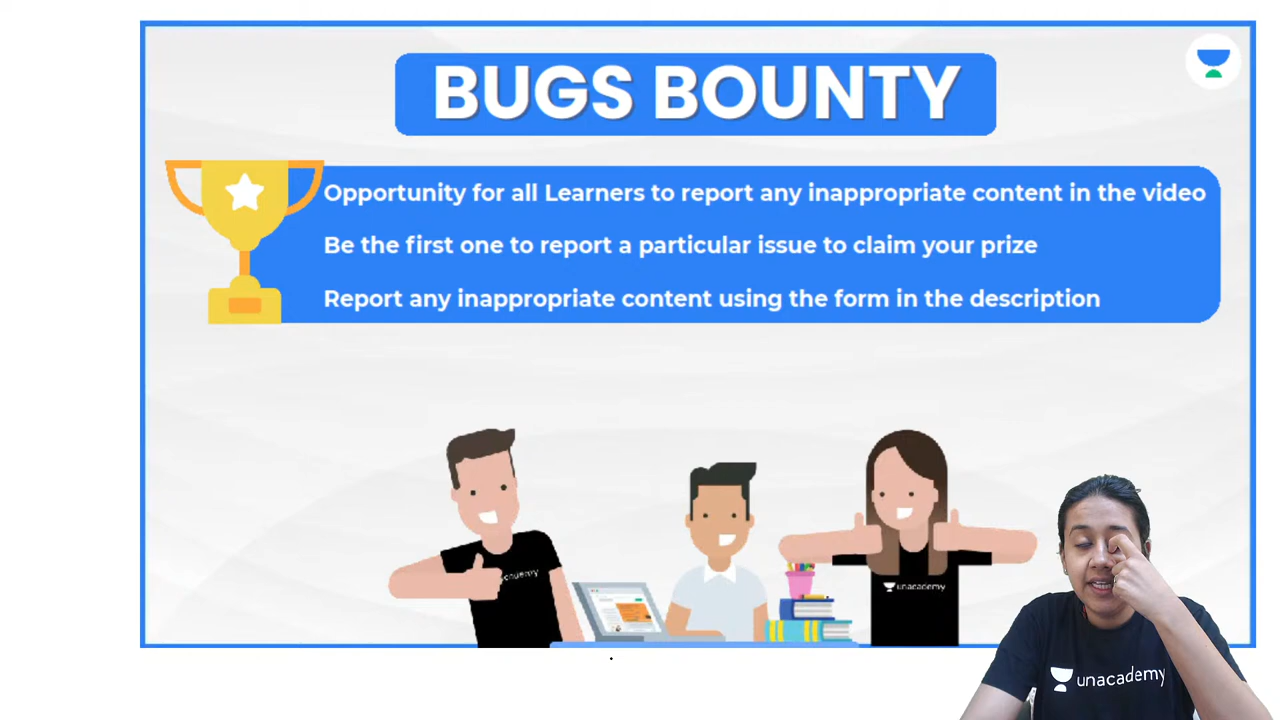 BUGS BOUNTY
Opportunity for all Learners to report any inappropriate content in the video
Be the first one to report a particular issue to claim your prize
Report any inappropriate content using the form in the description
unacademy
unacademy